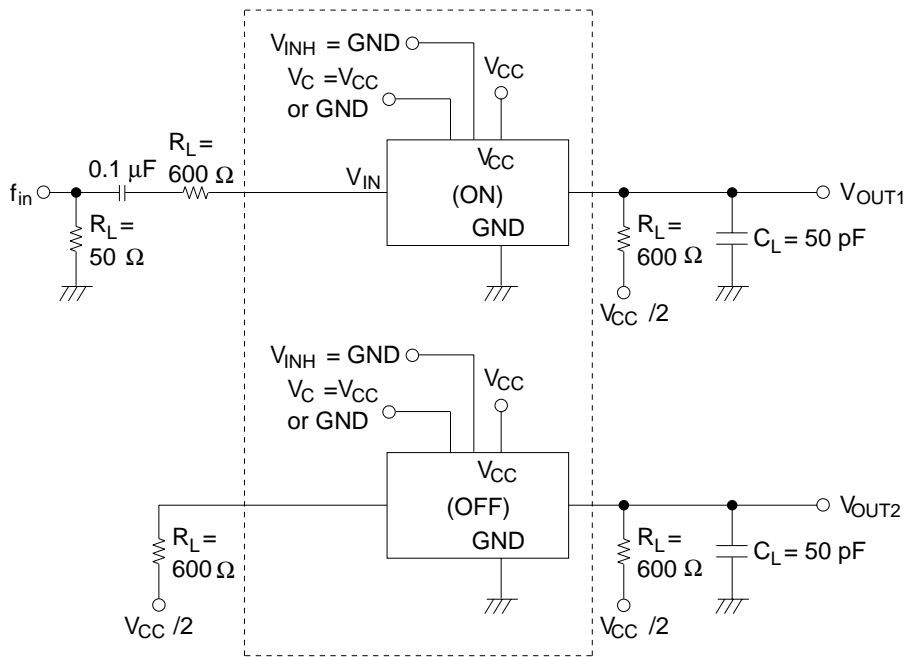 V_INH = GND
V_C = V_CC
or GND
V_CC
R_L =
600 Ω
0.1 μF
f_in
V_IN
V_CC
(ON)
GND
V_OUT1
R_L =
50 Ω
R_L =
600 Ω
C_L = 50 pF
V_CC /2
V_INH = GND
V_C = V_CC
or GND
V_CC
V_CC
(OFF)
GND
V_OUT2
R_L =
600 Ω
R_L =
600 Ω
C_L = 50 pF
V_CC /2
V_CC /2